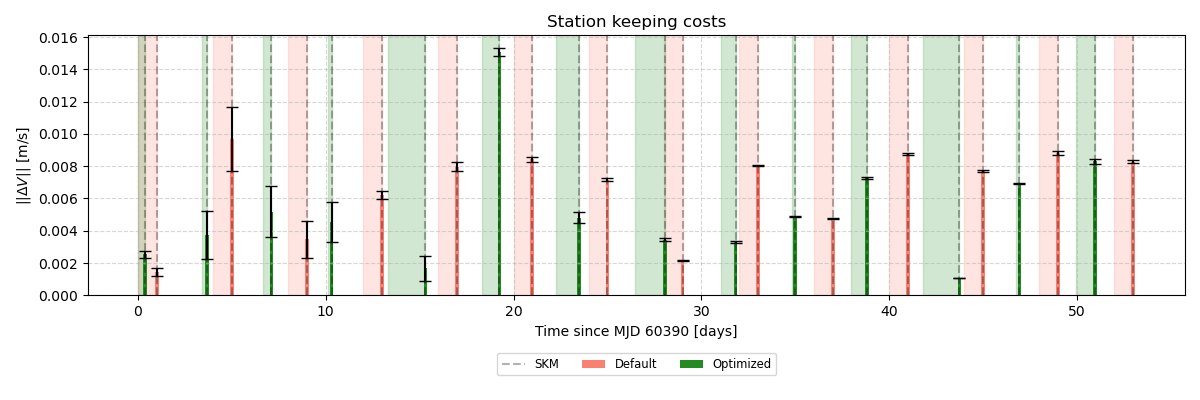 Station keeping costs
||ΔV|| [m/s]
0.016
0.014
0.012
0.010
0.008
0.006
0.004
0.002
0.000
0 10 20 30 40 50
Time since MJD 60390 [days]
SKM Default Optimized